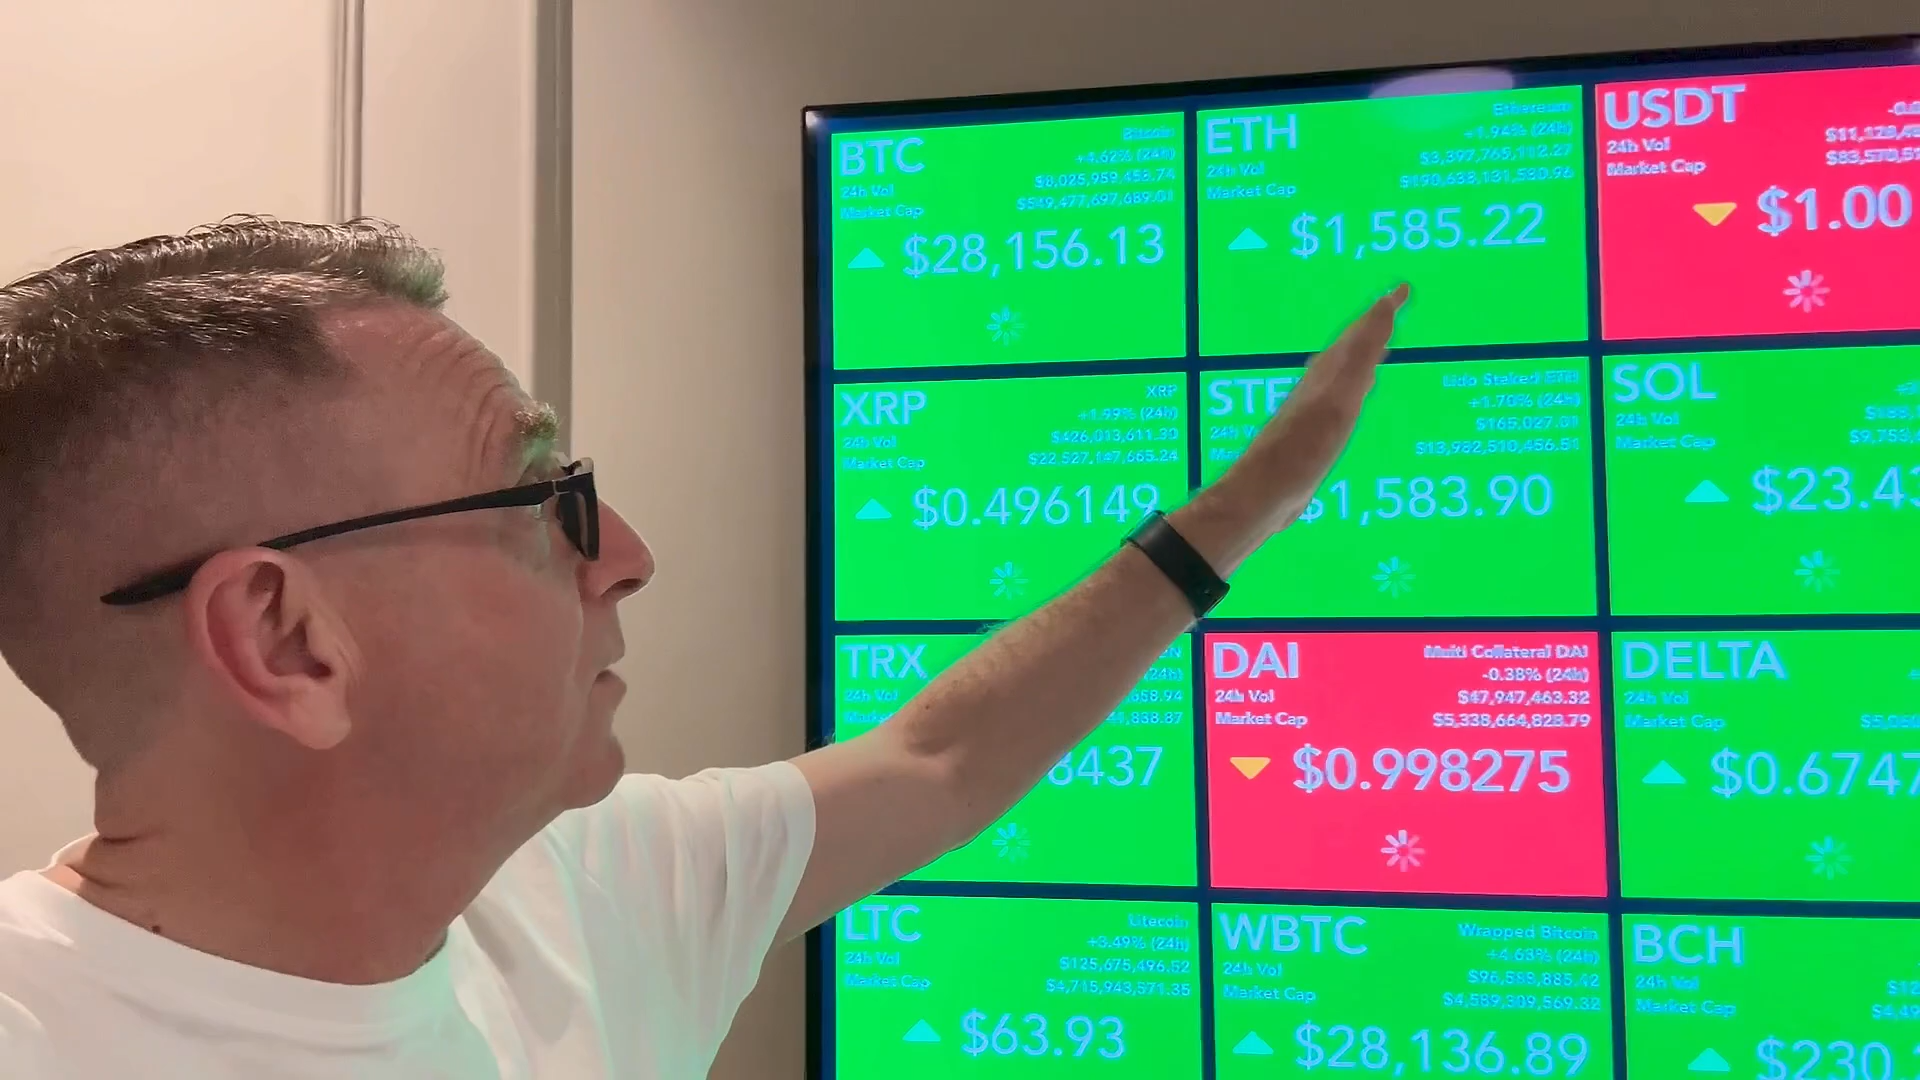 BTC
Bitcoin
+4.62% (24h)
24h Vol
$8,025,959,458.74
Market Cap
$549,477,697,689.01
$28,156.13
ETH
Ethereum
+1.94% (24h)
24h Vol
$3,397,765,112.27
Market Cap
$190,638,131,580.96
$1,585.22
USDT
24h Vol
Market Cap
$1.00
XRP
XRP
+1.99% (24h)
24h Vol
$426,013,611.30
Market Cap
$22,527,147,665.24
$0.496149
Lido Staked ETH
+1.70% (24h)
$165,027.01
$13,982,510,456.51
$1,583.90
SOL
24h Vol
Market Cap
$23.43
TRX
24h Vol
8437
DAI
Multi Collateral DAI
-0.38% (24h)
24h Vol
$47,947,463.32
Market Cap
$5,338,664,828.79
$0.998275
DELTA
24h Vol
Market Cap
$0.6747
LTC
Litecoin
+3.49% (24h)
24h Vol
$125,675,496.52
Market Cap
$4,715,943,571.35
$63.93
WBTC
Wrapped Bitcoin
+4.63% (24h)
24h Vol
$96,585,885.42
Market Cap
$4,589,309,569.32
$28,136.89
BCH
24h Vol
Market Cap
$230.